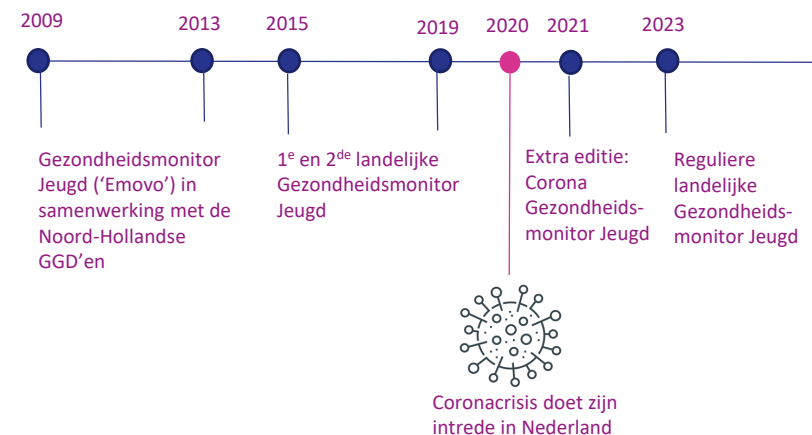 2009
2013
2015
2019
2020
2021
2023
Gezondheidsmonitor
Jeugd (‘Emovo’) in
samenwerking met de
Noord-Hollandse
GGD’en
1e en 2de landelijke
Gezondheidsmonitor
Jeugd
Extra editie:
Corona
Gezondheids-
monitor Jeugd
Reguliere
landelijke
Gezondheids-
monitor Jeugd
Coronacrisis doet zijn
intrede in Nederland